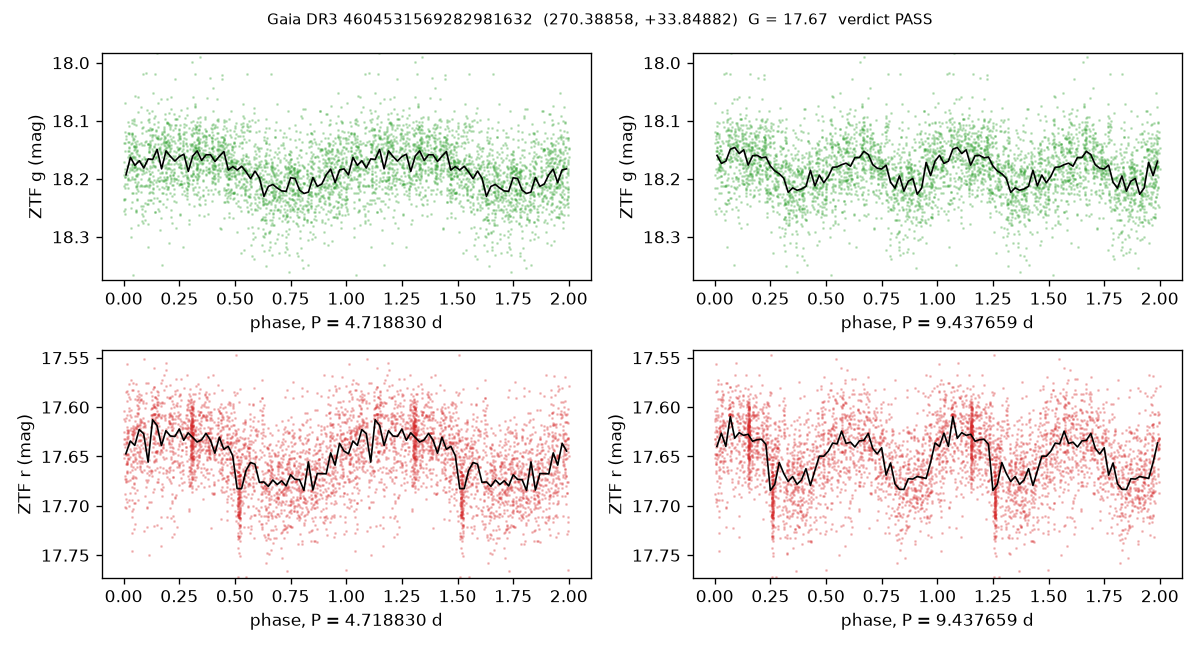 Gaia DR3 4604531569282981632 (270.38858, +33.84882) G = 17.67 verdict PASS
18.0
18.1
18.2
18.3
ZTF g (mag)
0.00 0.25 0.50 0.75 1.00 1.25 1.50 1.75 2.00
phase, P = 4.718830 d
18.0
18.1
18.2
18.3
ZTF g (mag)
0.00 0.25 0.50 0.75 1.00 1.25 1.50 1.75 2.00
phase, P = 9.437659 d
17.55
17.60
17.65
17.70
17.75
ZTF r (mag)
0.00 0.25 0.50 0.75 1.00 1.25 1.50 1.75 2.00
phase, P = 4.718830 d
17.55
17.60
17.65
17.70
17.75
ZTF r (mag)
0.00 0.25 0.50 0.75 1.00 1.25 1.50 1.75 2.00
phase, P = 9.437659 d